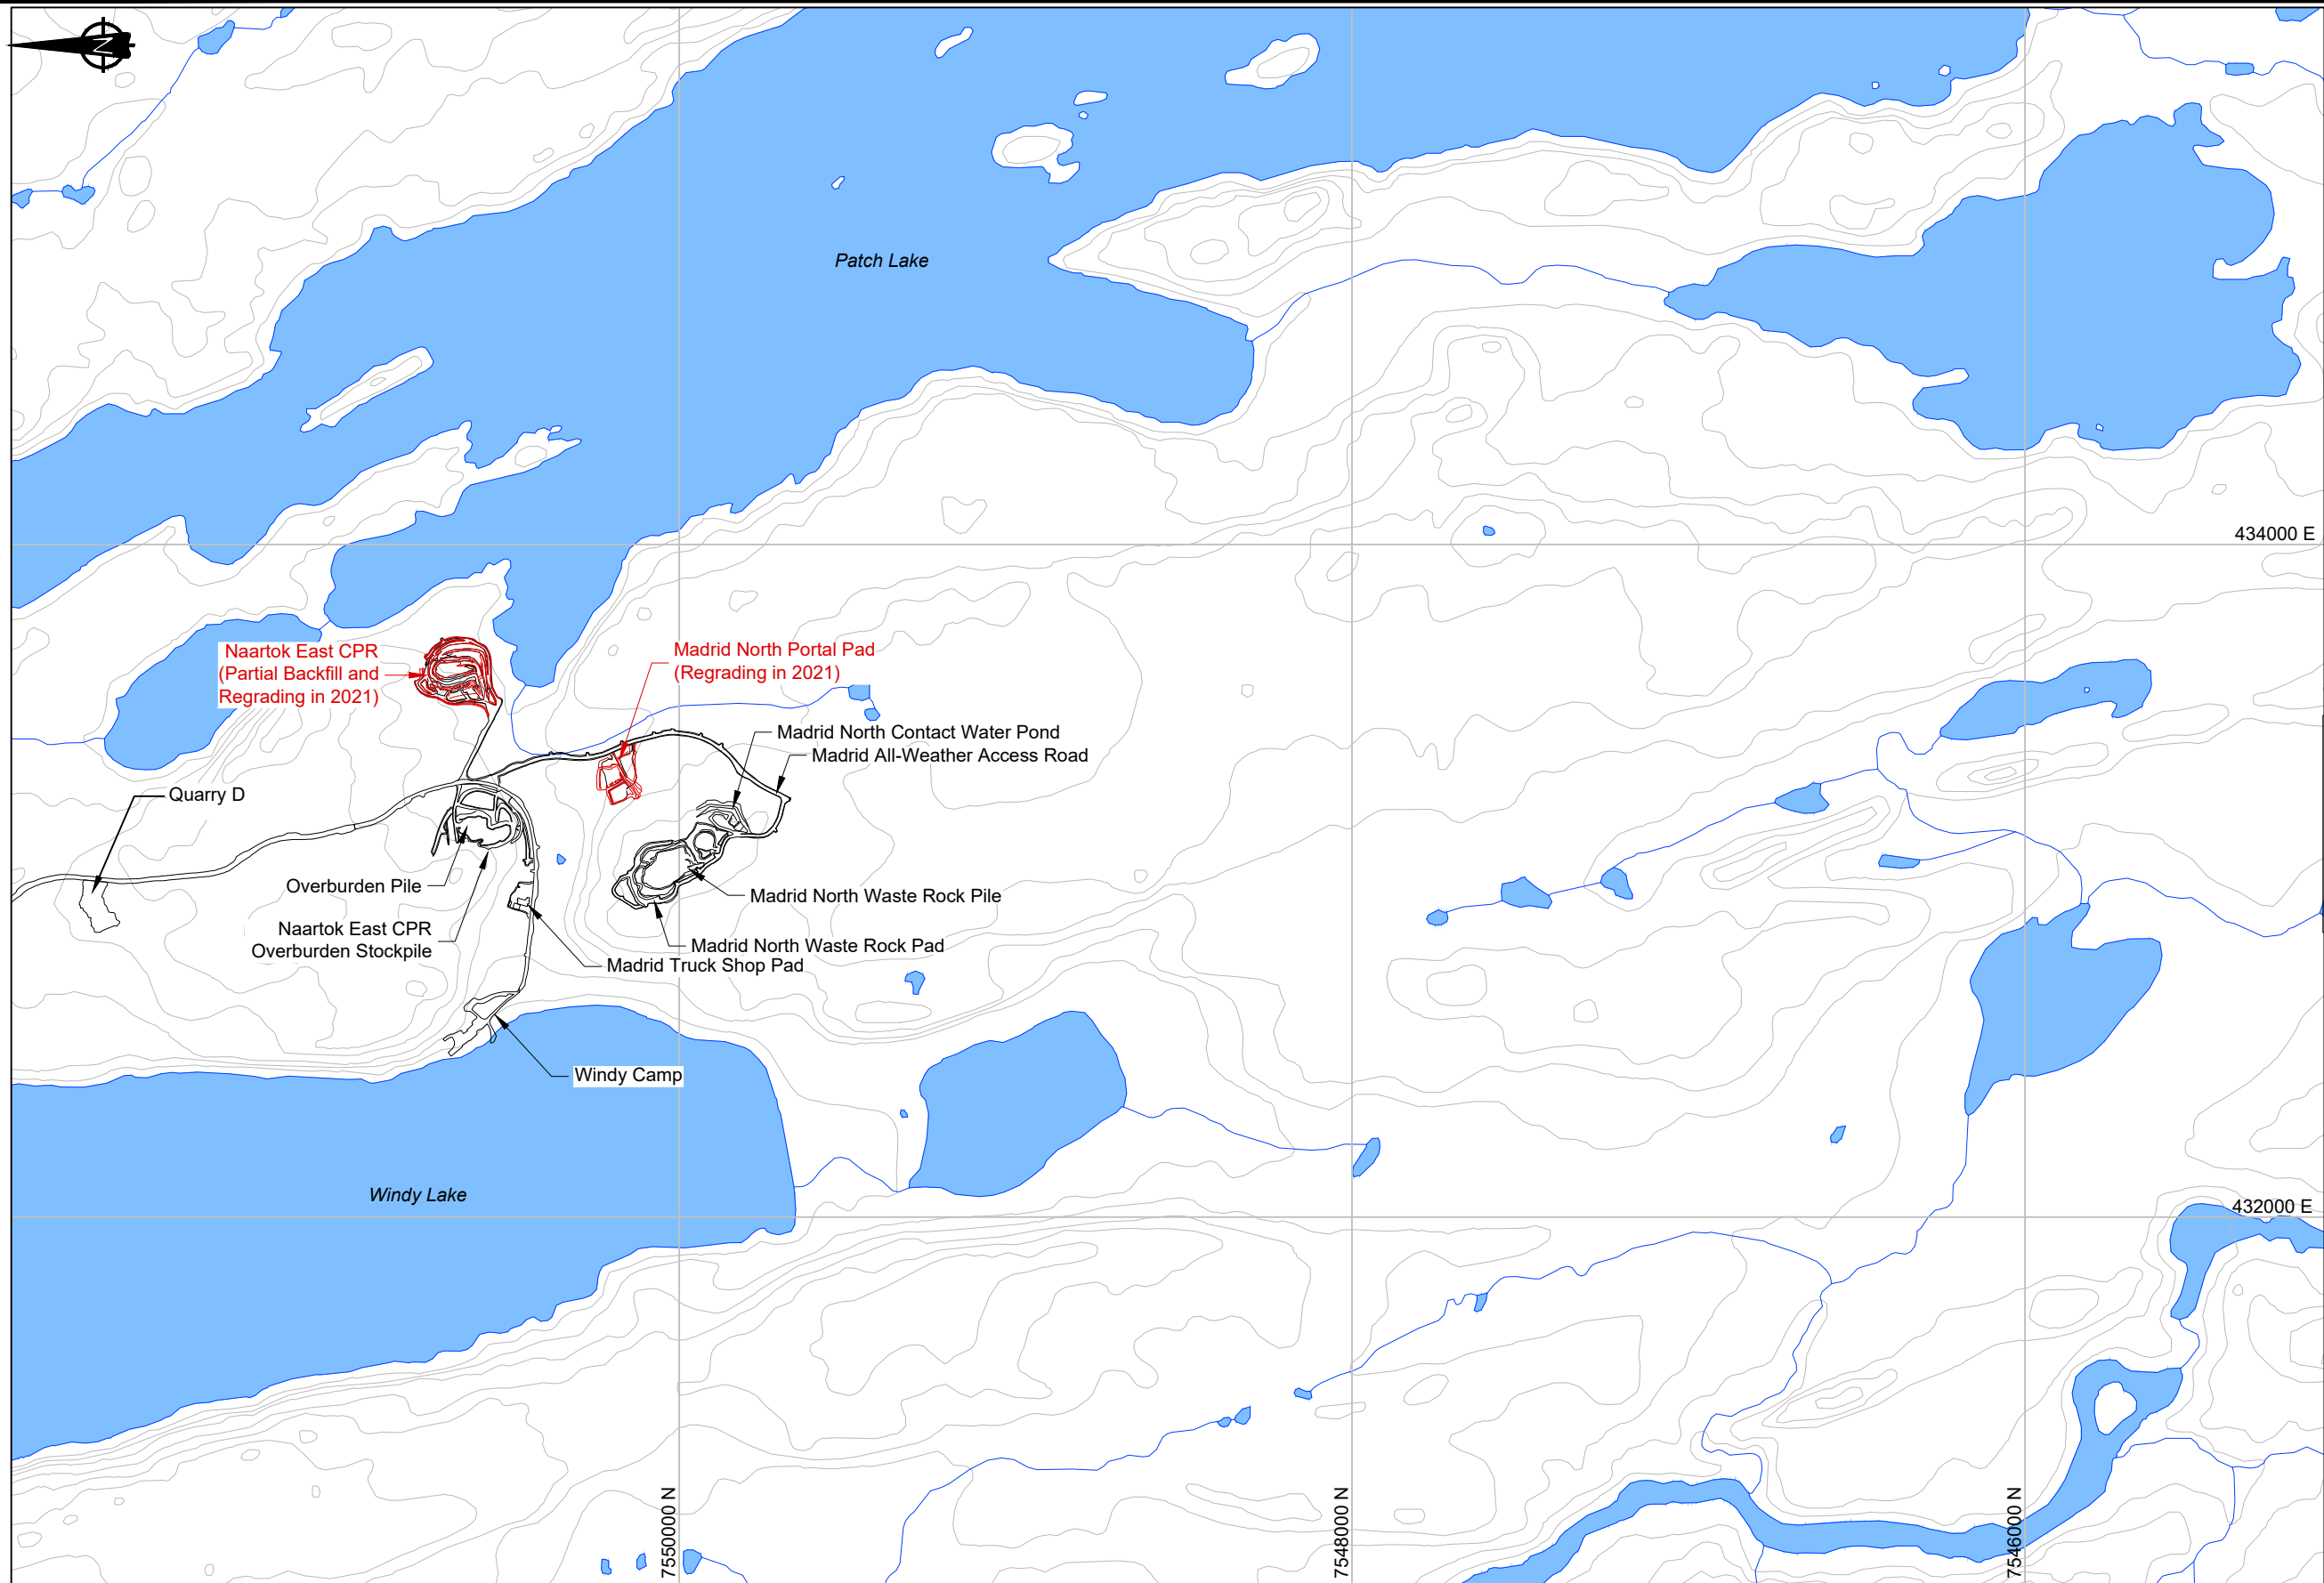 N
Patch Lake
434000 E
Naartok East CPR
(Partial Backfill and
Regrading in 2021)
Madrid North Portal Pad
(Regrading in 2021)
Madrid North Contact Water Pond
Madrid All-Weather Access Road
Quarry D
Overburden Pile
Madrid North Waste Rock Pile
Naartok East CPR
Overburden Stockpile
Madrid North Waste Rock Pad
Madrid Truck Shop Pad
Windy Camp
Windy Lake
432000 E
7550000 N
7548000 N
7546000 N